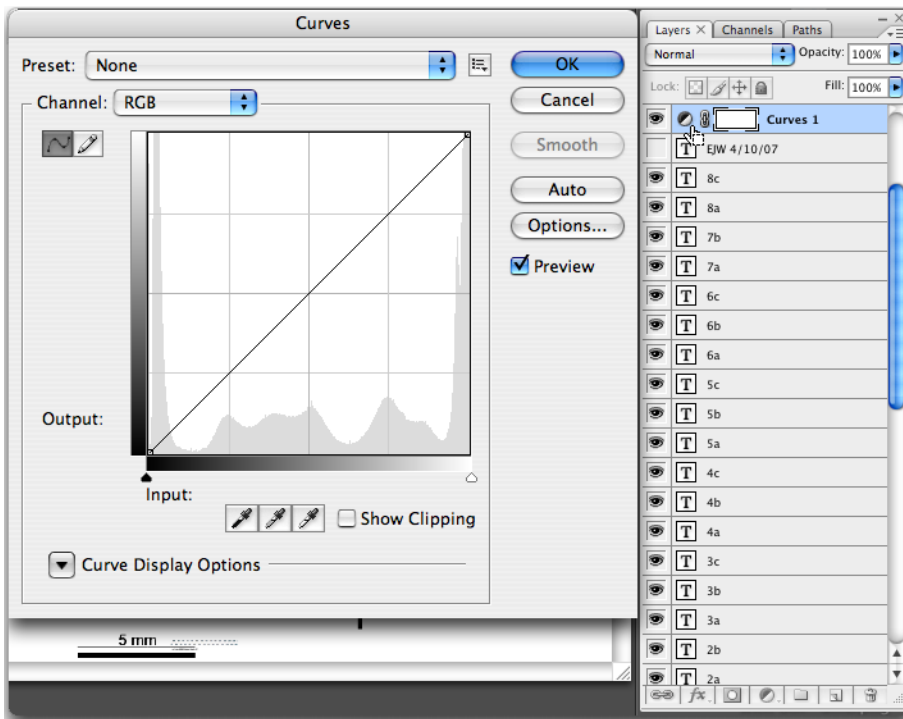 Curves
Preset: None
OK
Channel: RGB
Cancel
Smooth
Auto
Options...
Preview
Output:
Input:
Show Clipping
Curve Display Options
5 mm
Layers × Channels Paths
Normal Opacity: 100%
Lock: Fill: 100%
Curves 1
T EJW 4/10/07
T 8c
T 8a
T 7b
T 7a
T 6c
T 6b
T 6a
T 5c
T 5b
T 5a
T 4c
T 4b
T 4a
T 3c
T 3b
T 3a
T 2b
T 2a
fx